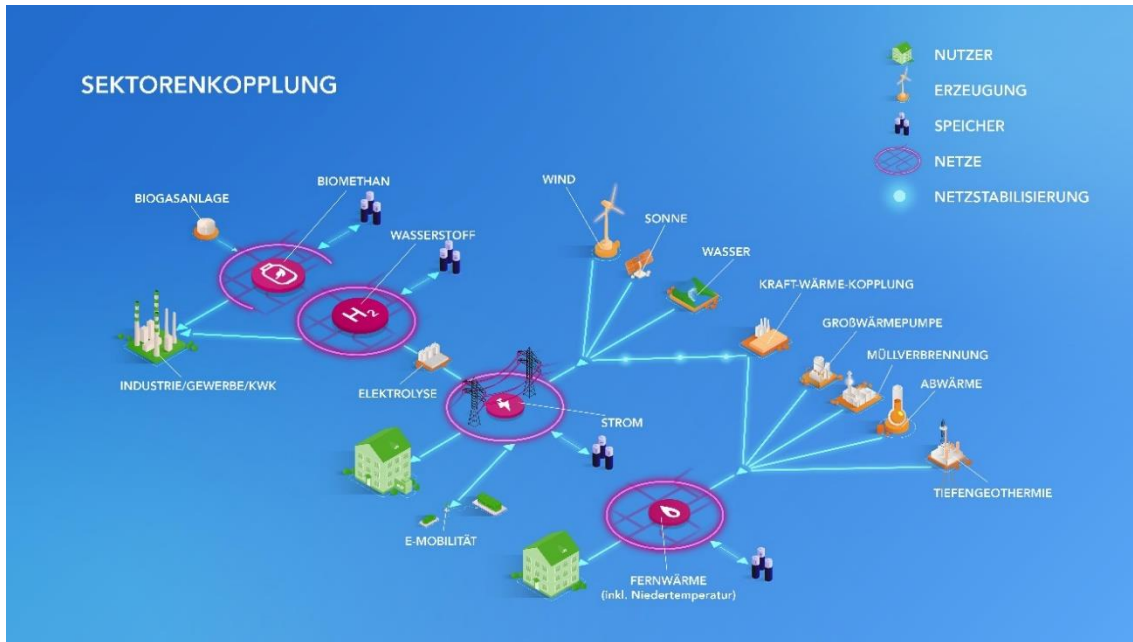 SEKTORENKOPPLUNG
NUTZER
ERZEUGUNG
SPEICHER
NETZE
NETZSTABILISIERUNG
BIOGASANLAGE
BIOMETHAN
WASSERSTOFF
H2
INDUSTRIE/GEWERBE/KWK
ELEKTROLYSE
WIND
SONNE
WASSER
KRAFT-WÄRME-KOPPLUNG
GROßWÄRMEPUMPE
MÜLLVERBRENNUNG
ABWÄRME
TIEFENGEOTHERMIE
STROM
E-MOBILITÄT
FERNWÄRME
(inkl. Niedertemperatur)